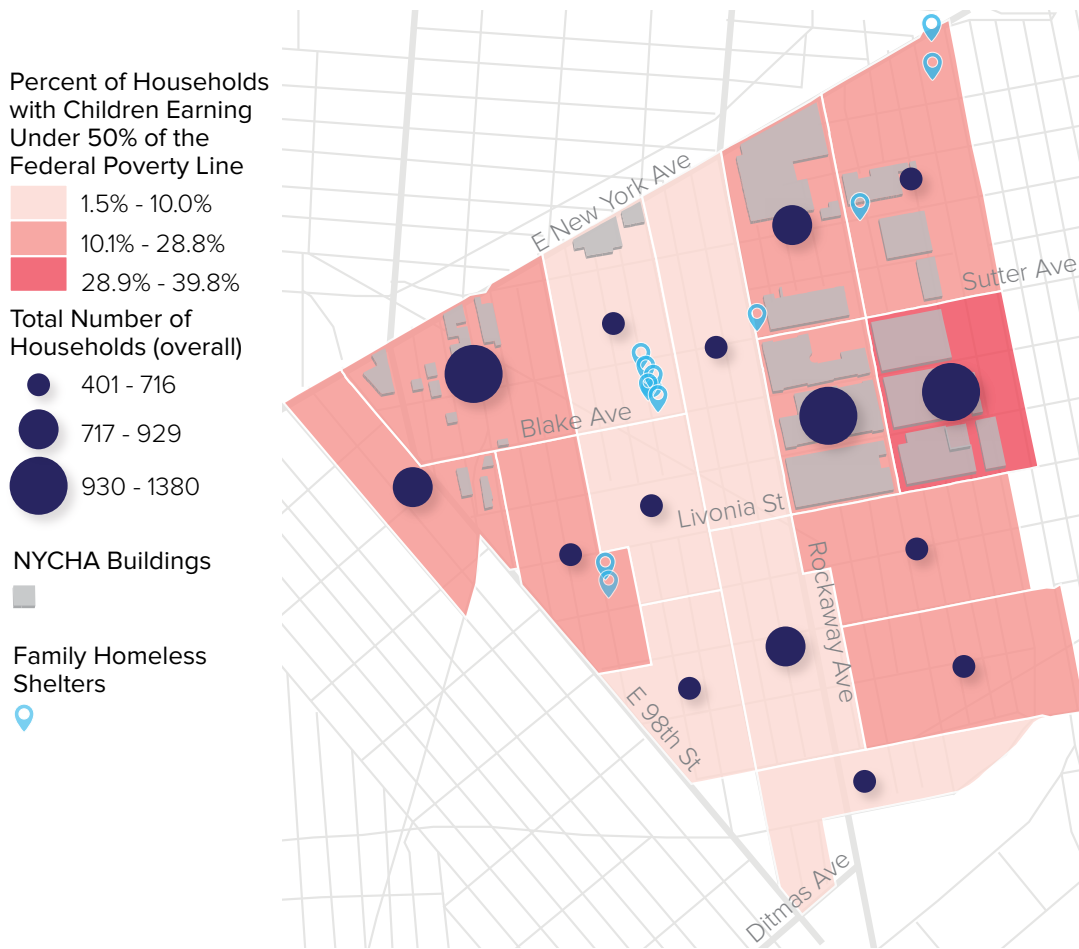 Percent of Households
with Children Earning
Under 50% of the
Federal Poverty Line
1.5% - 10.0%
10.1% - 28.8%
28.9% - 39.8%
Total Number of
Households (overall)
401 - 716
717 - 929
930 - 1380
NYCHA Buildings
Family Homeless
Shelters
E New York Ave
Sutter Ave
Blake Ave
Livonia St
Rockaway Ave
E 98th St
Ditmas Ave